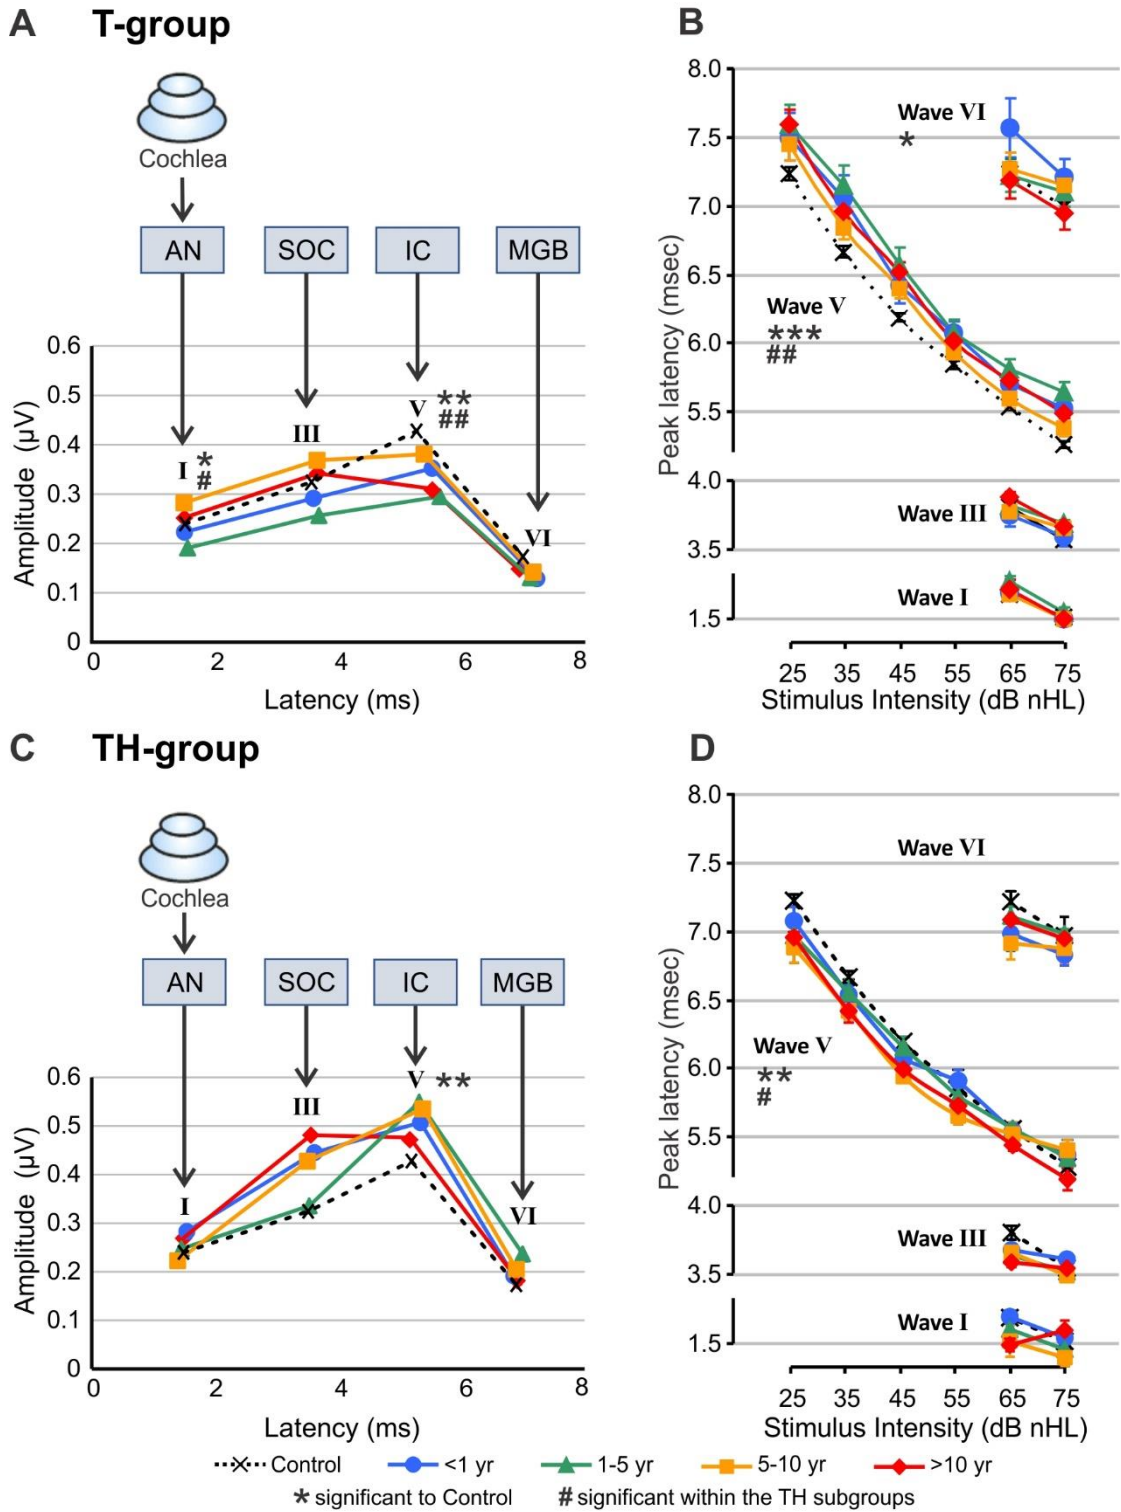 A T-group
Cochlea
AN SOC IC MGB
0.6
0.5
0.4
0.3
0.2
0.1
0
Amplitude (µV)
I * #
III
V ** ##
VI
0 2 4 6 8
Latency (ms)
B
8.0
7.5
7.0
6.5
6.0
5.5
4.0
3.5
1.5
Peak latency (msec)
Wave VI
*
Wave V
***
##
Wave III
Wave I
25 35 45 55 65 75
Stimulus Intensity (dB nHL)
C TH-group
Cochlea
AN SOC IC MGB
0.6
0.5
0.4
0.3
0.2
0.1
0
Amplitude (µV)
I
III
V **
VI
0 2 4 6 8
Latency (ms)
D
8.0
7.5
7.0
6.5
6.0
5.5
4.0
3.5
1.5
Peak latency (msec)
Wave VI
Wave V
**
#
Wave III
Wave I
25 35 45 55 65 75
Stimulus Intensity (dB nHL)
Control <1 yr 1-5 yr 5-10 yr >10 yr
* significant to Control # significant within the TH subgroups